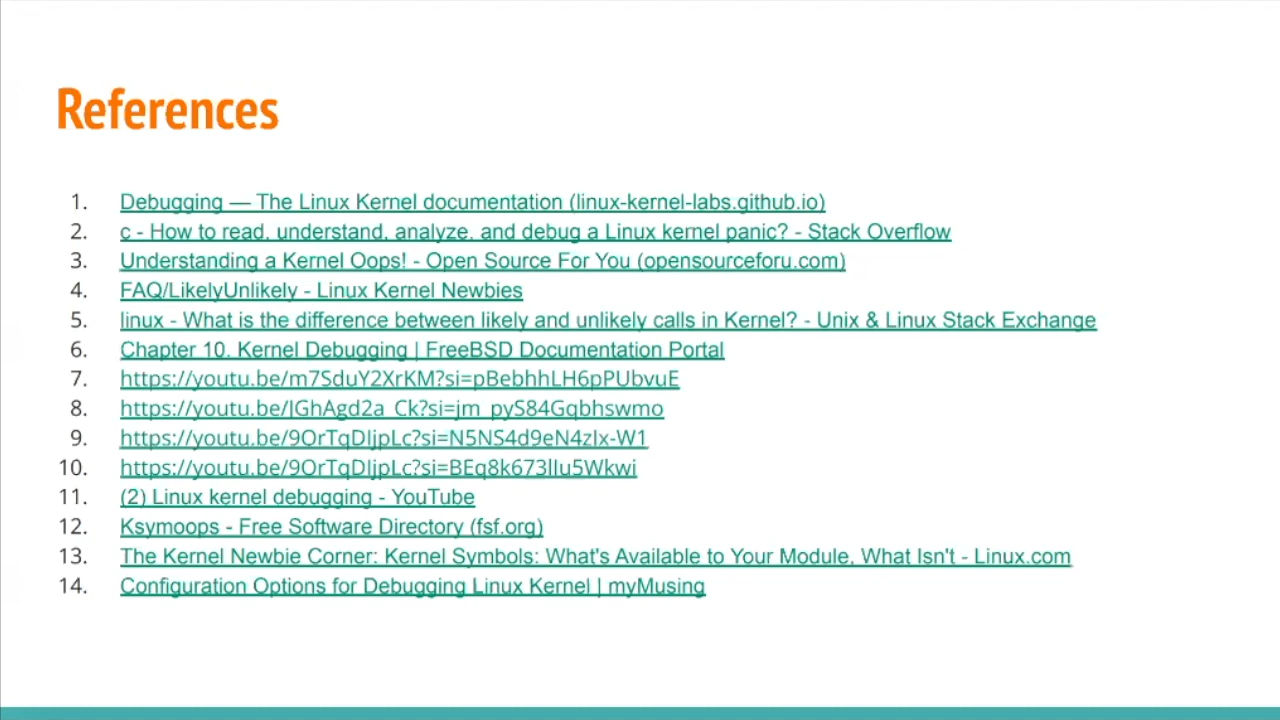 References
1. Debugging — The Linux Kernel documentation (linux-kernel-labs.github.io)
2. c - How to read, understand, analyze, and debug a Linux kernel panic? - Stack Overflow
3. Understanding a Kernel Oops! - Open Source For You (opensourceforu.com)
4. FAQ/LikelyUnlikely - Linux Kernel Newbies
5. linux - What is the difference between likely and unlikely calls in Kernel? - Unix & Linux Stack Exchange
6. Chapter 10. Kernel Debugging | FreeBSD Documentation Portal
7. https://youtu.be/m7SduY2XrKM?si=pBebhhLH6pPUbvuE
8. https://youtu.be/JGhAgd2a_Ck?si=jm_pyS84Gqbhswmo
9. https://youtu.be/9OrTqDIjpLc?si=N5NS4d9eN4zIx-W1
10. https://youtu.be/9OrTqDIjpLc?si=BEq8k673lIu5Wkwi
11. (2) Linux kernel debugging - YouTube
12. Ksymoops - Free Software Directory (fsf.org)
13. The Kernel Newbie Corner: Kernel Symbols: What's Available to Your Module, What Isn't - Linux.com
14. Configuration Options for Debugging Linux Kernel | myMusing